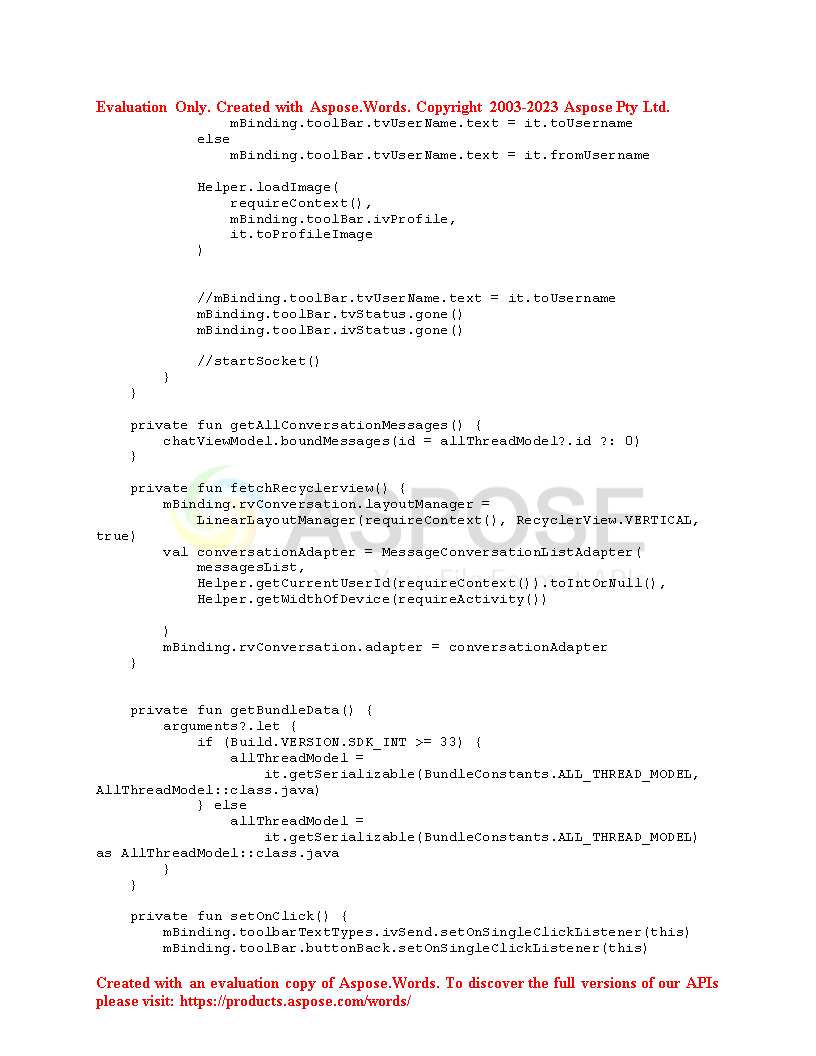 Evaluation Only. Created with Aspose.Words. Copyright 2003-2023 Aspose Pty Ltd.
                mBinding.toolBar.tvUserName.text = it.toUsername
            else
                mBinding.toolBar.tvUserName.text = it.fromUsername

            Helper.loadImage(
                requireContext(),
                mBinding.toolBar.ivProfile,
                it.toProfileImage
            )


            //mBinding.toolBar.tvUserName.text = it.toUsername
            mBinding.toolBar.tvStatus.gone()
            mBinding.toolBar.ivStatus.gone()

            //startSocket()
        }
    }

    private fun getAllConversationMessages() {
        chatViewModel.boundMessages(id = allThreadModel?.id ?: 0)
    }

    private fun fetchRecyclerview() {
        mBinding.rvConversation.layoutManager =
            LinearLayoutManager(requireContext(), RecyclerView.VERTICAL,
true)
        val conversationAdapter = MessageConversationListAdapter(
            messagesList,
            Helper.getCurrentUserId(requireContext()).toIntOrNull(),
            Helper.getWidthOfDevice(requireActivity())

        )
        mBinding.rvConversation.adapter = conversationAdapter
    }


    private fun getBundleData() {
        arguments?.let {
            if (Build.VERSION.SDK_INT >= 33) {
                allThreadModel =
                    it.getSerializable(BundleConstants.ALL_THREAD_MODEL,
AllThreadModel::class.java)
            } else
                allThreadModel =
                    it.getSerializable(BundleConstants.ALL_THREAD_MODEL)
as AllThreadModel::class.java
        }
    }

    private fun setOnClick() {
        mBinding.toolbarTextTypes.ivSend.setOnSingleClickListener(this)
        mBinding.toolBar.buttonBack.setOnSingleClickListener(this)

Created with an evaluation copy of Aspose.Words. To discover the full versions of our APIs
please visit: https://products.aspose.com/words/
ASPOSE
Your File Format APIs